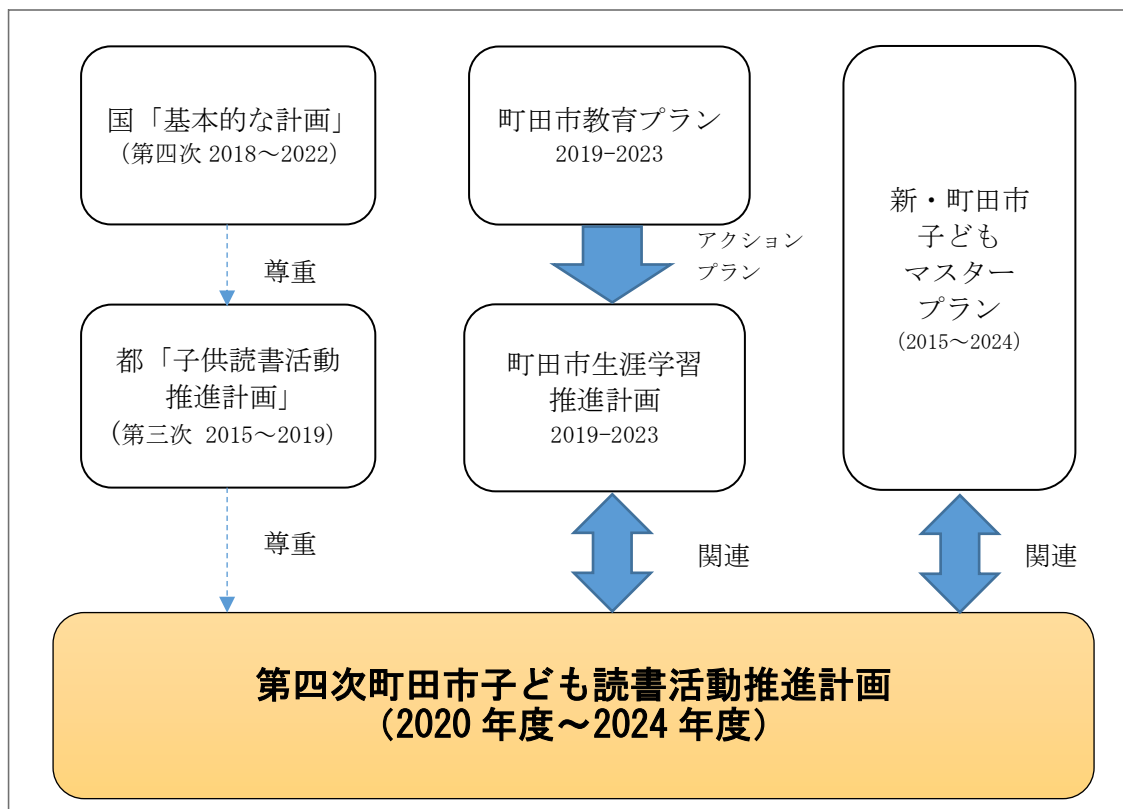 国「基本的な計画」
（第四次 2018～2022）
尊重
都「子供読書活動
推進計画」
（第三次 2015～2019）
尊重
町田市教育プラン
2019-2023
アクション
プラン
町田市生涯学習
推進計画
2019-2023
関連
新・町田市
子ども
マスター
プラン
（2015～2024）
関連
第四次町田市子ども読書活動推進計画
（2020 年度～2024 年度）